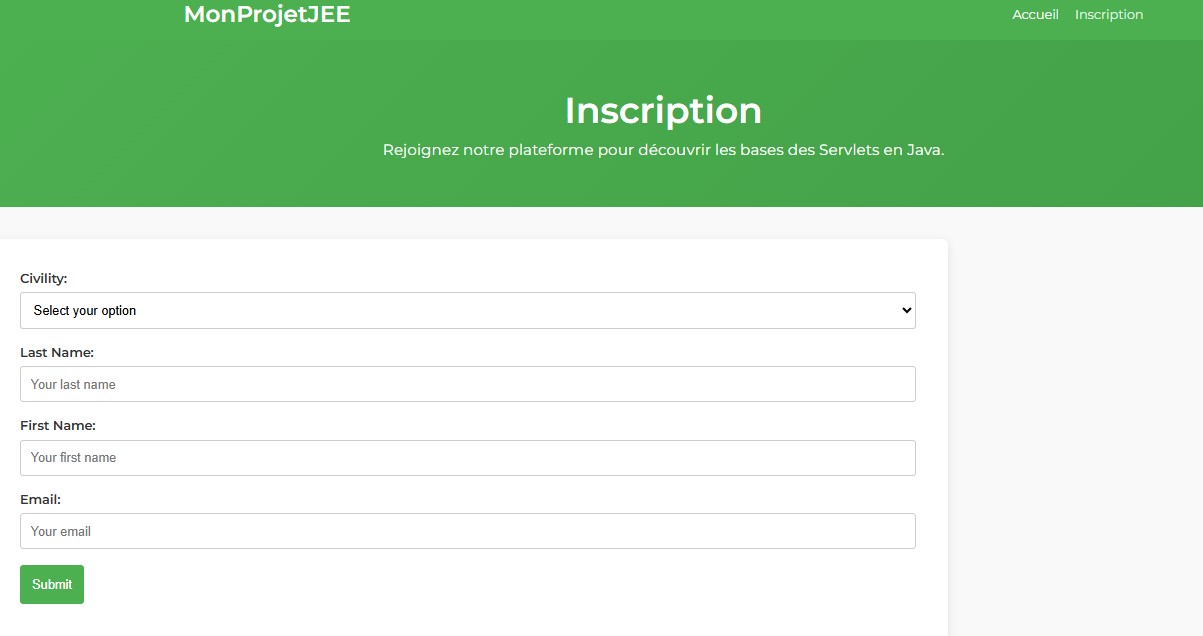 MonProjetJEE
Accueil Inscription
Inscription
Rejoignez notre plateforme pour découvrir les bases des Servlets en Java.
Civility:
Select your option
Last Name:
Your last name
First Name:
Your first name
Email:
Your email
Submit